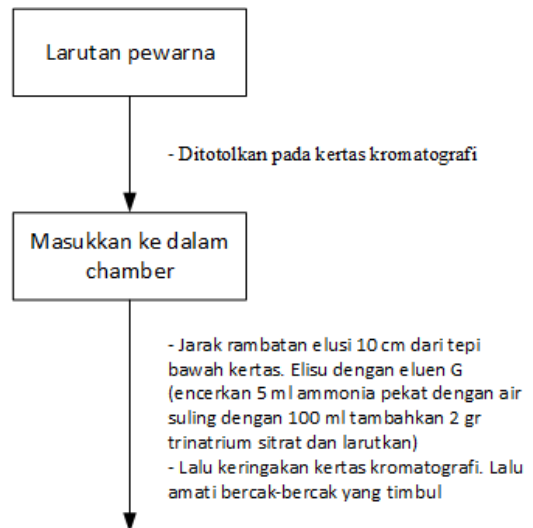 Larutan pewarna
- Ditotolkan pada kertas kromatografi
Masukkan ke dalam
chamber
- Jarak rambatan elusi 10 cm dari tepi
bawah kertas. Elisu dengan eluen G
(encerkan 5 ml ammonia pekat dengan air
suling dengan 100 ml tambahkan 2 gr
trinatrium sitrat dan larutkan)
- Lalu keringakan kertas kromatografi. Lalu
amati bercak-bercak yang timbul